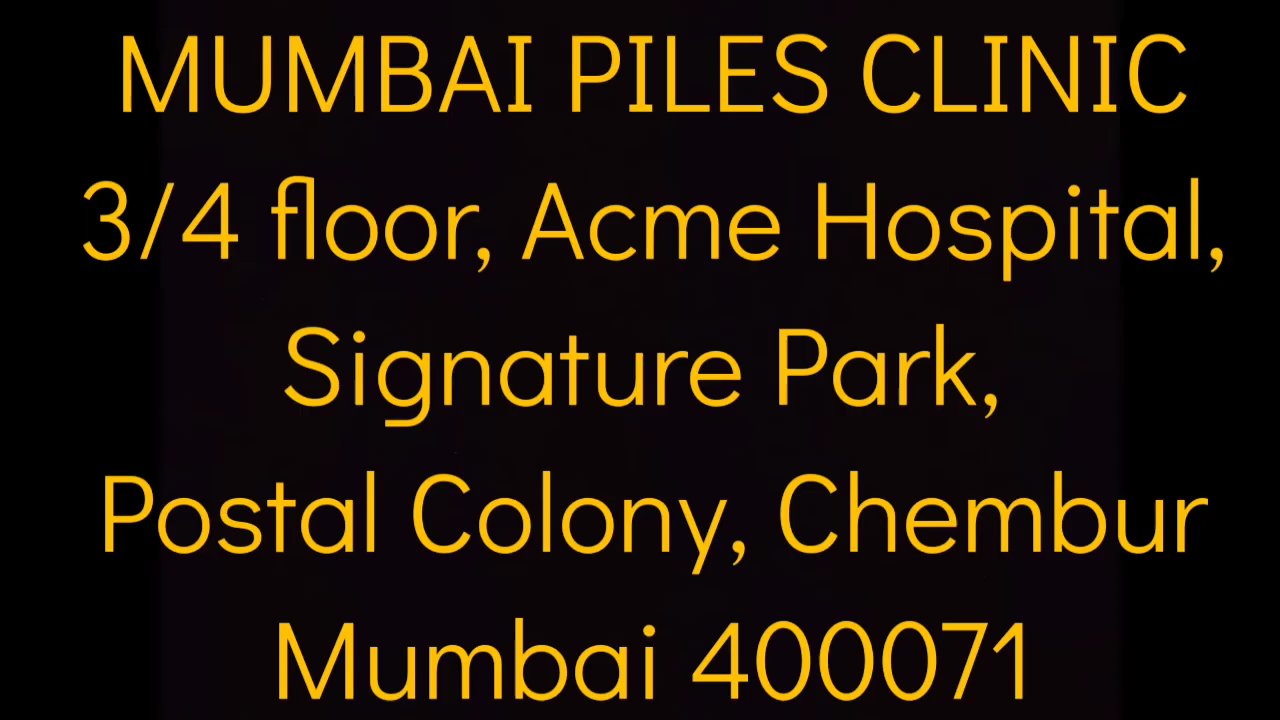 MUMBAI PILES CLINIC
3/4 floor, Acme Hospital,
Signature Park,
Postal Colony, Chembur
Mumbai 400071